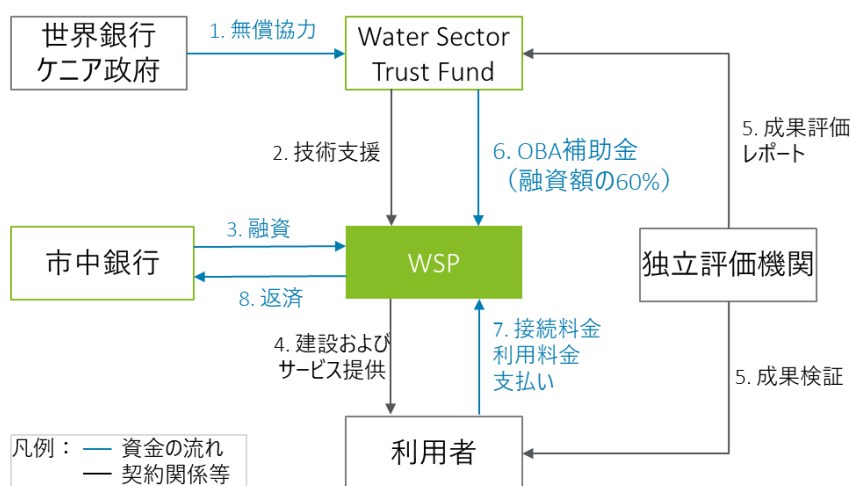 世界銀行
ケニア政府
1. 無償協力
Water Sector
Trust Fund
2. 技術支援
6. OBA補助金
（融資額の60%）
5. 成果評価
レポート
市中銀行
3. 融資
8. 返済
WSP
独立評価機関
4. 建設および
サービス提供
7. 接続料金
利用料金
支払い
5. 成果検証
利用者
凡例： 資金の流れ
契約関係等